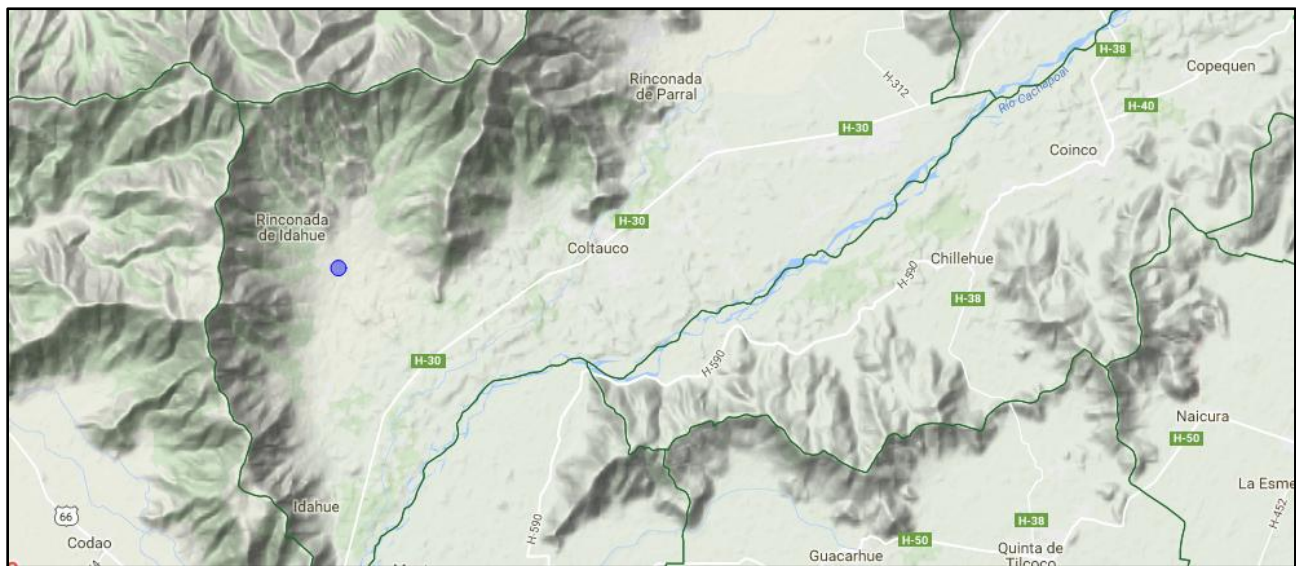 H-38
Copequen
Rinconada
de Parral
H-312
Río Cachapoal
H-40
H-30
Coinco
Rinconada
de Idahue
H-30
Coltauco
Chillehue
H-590
H-38
H-30
H-590
Naicura
H-50
La Esme
Idahue
H-452
66
H-590
H-38
Codao
H-50
Guacarhue
Quinta de
Tilcoco